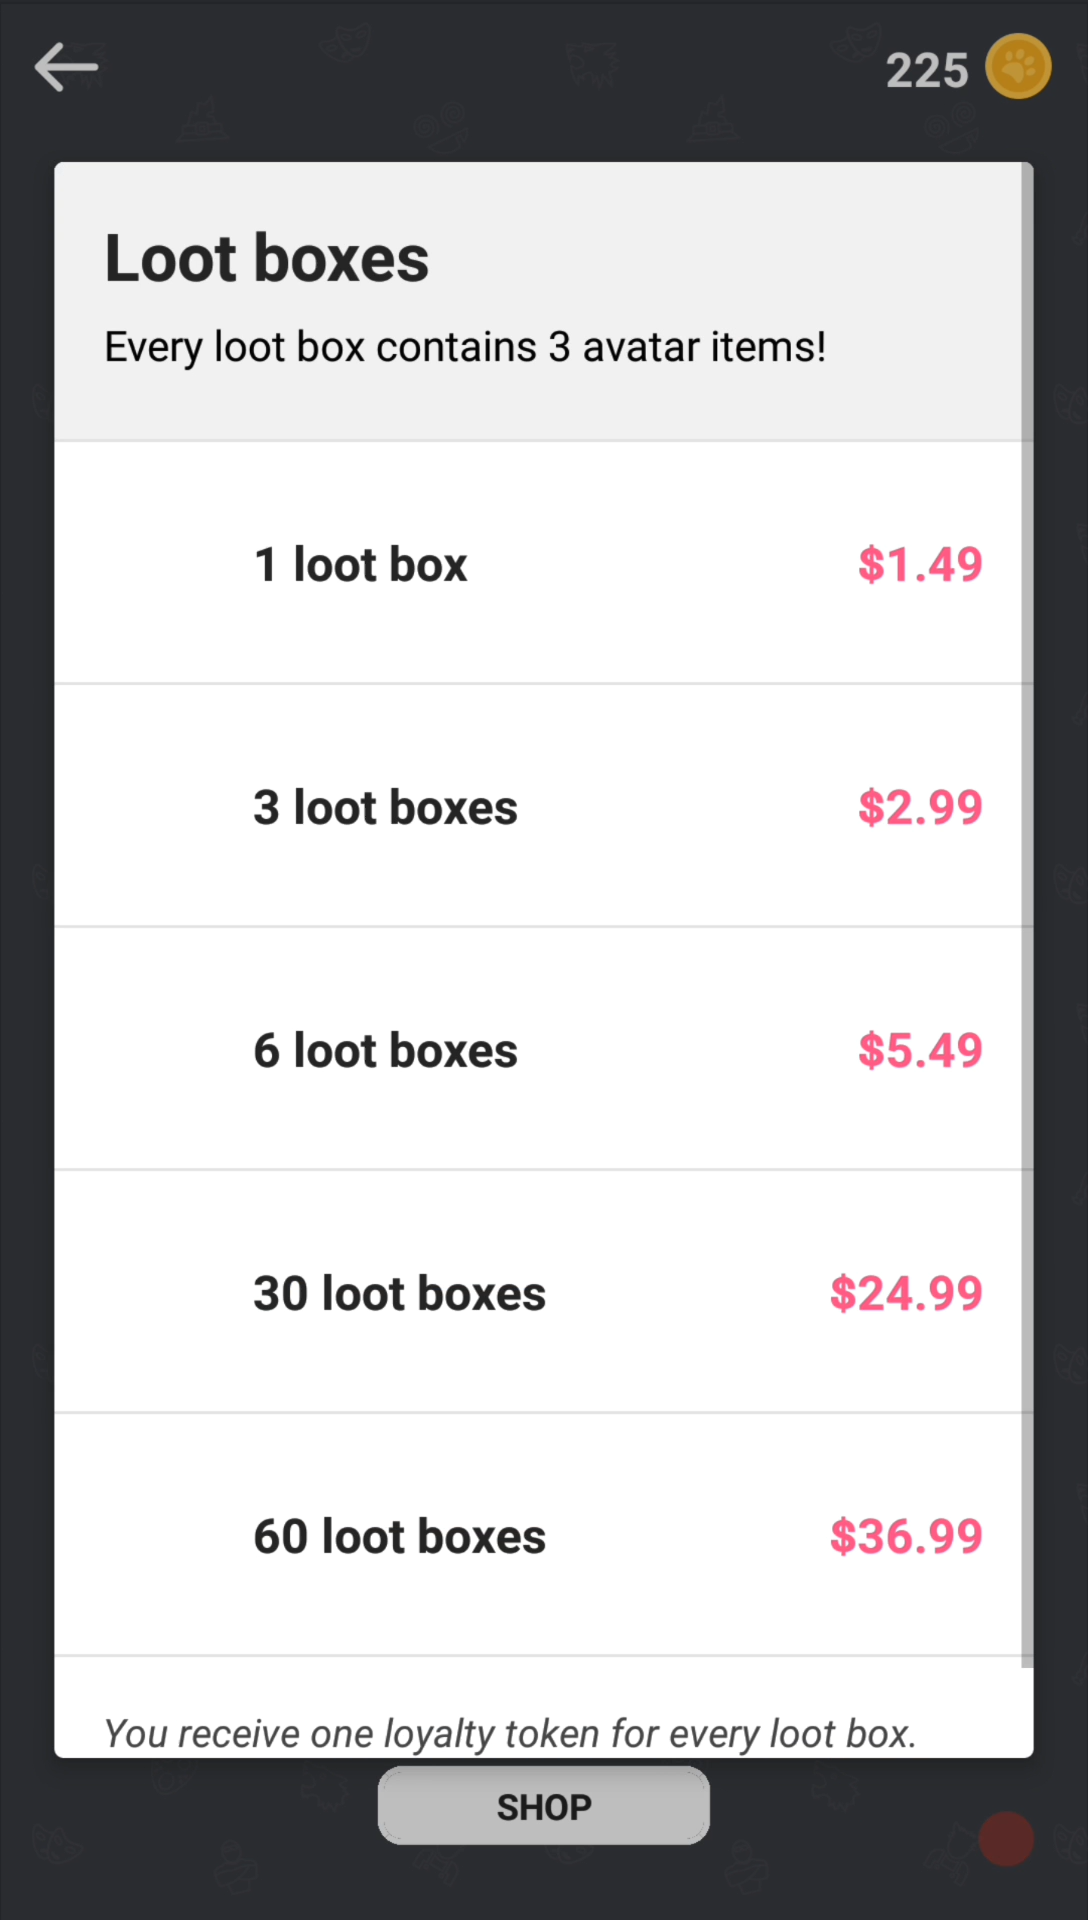 225
Loot boxes
Every loot box contains 3 avatar items!
1 loot box $1.49
3 loot boxes $2.99
6 loot boxes $5.49
30 loot boxes $24.99
60 loot boxes $36.99
You receive one loyalty token for every loot box.
SHOP